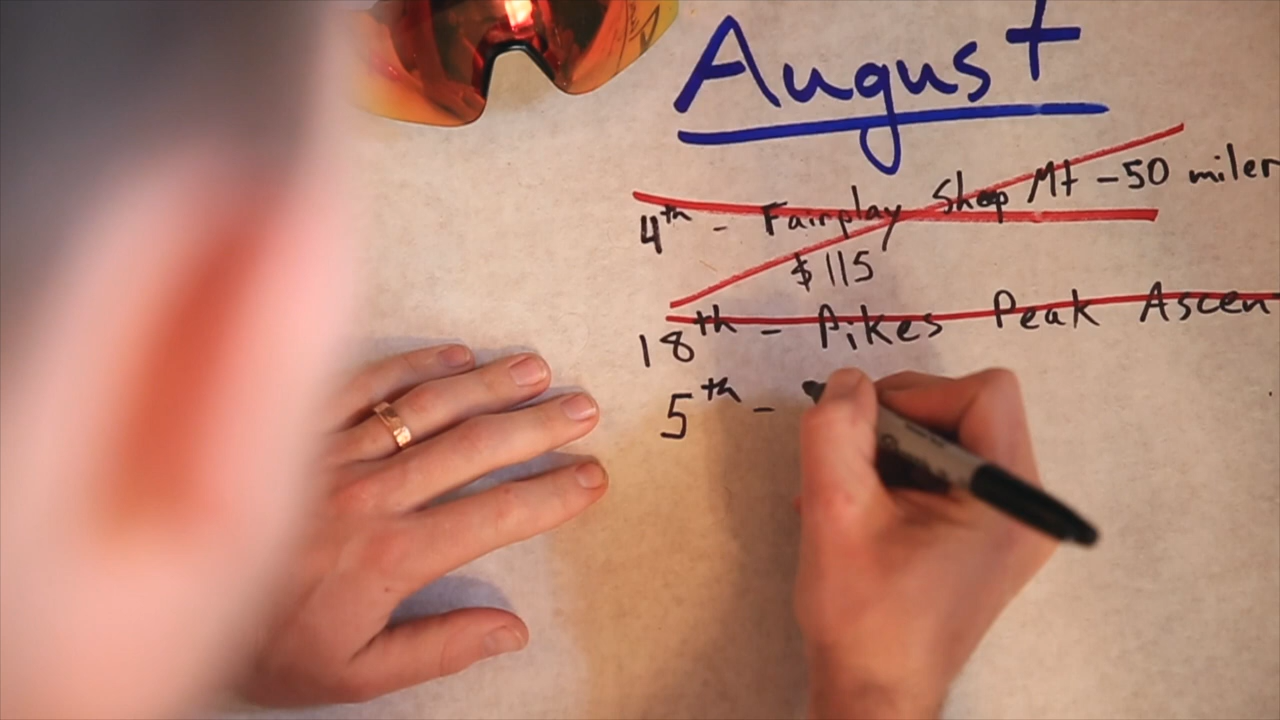 August
4th - Fairplay Sheep Mt - 50 miler
$115
18th - Pikes Peak Ascen
5th -